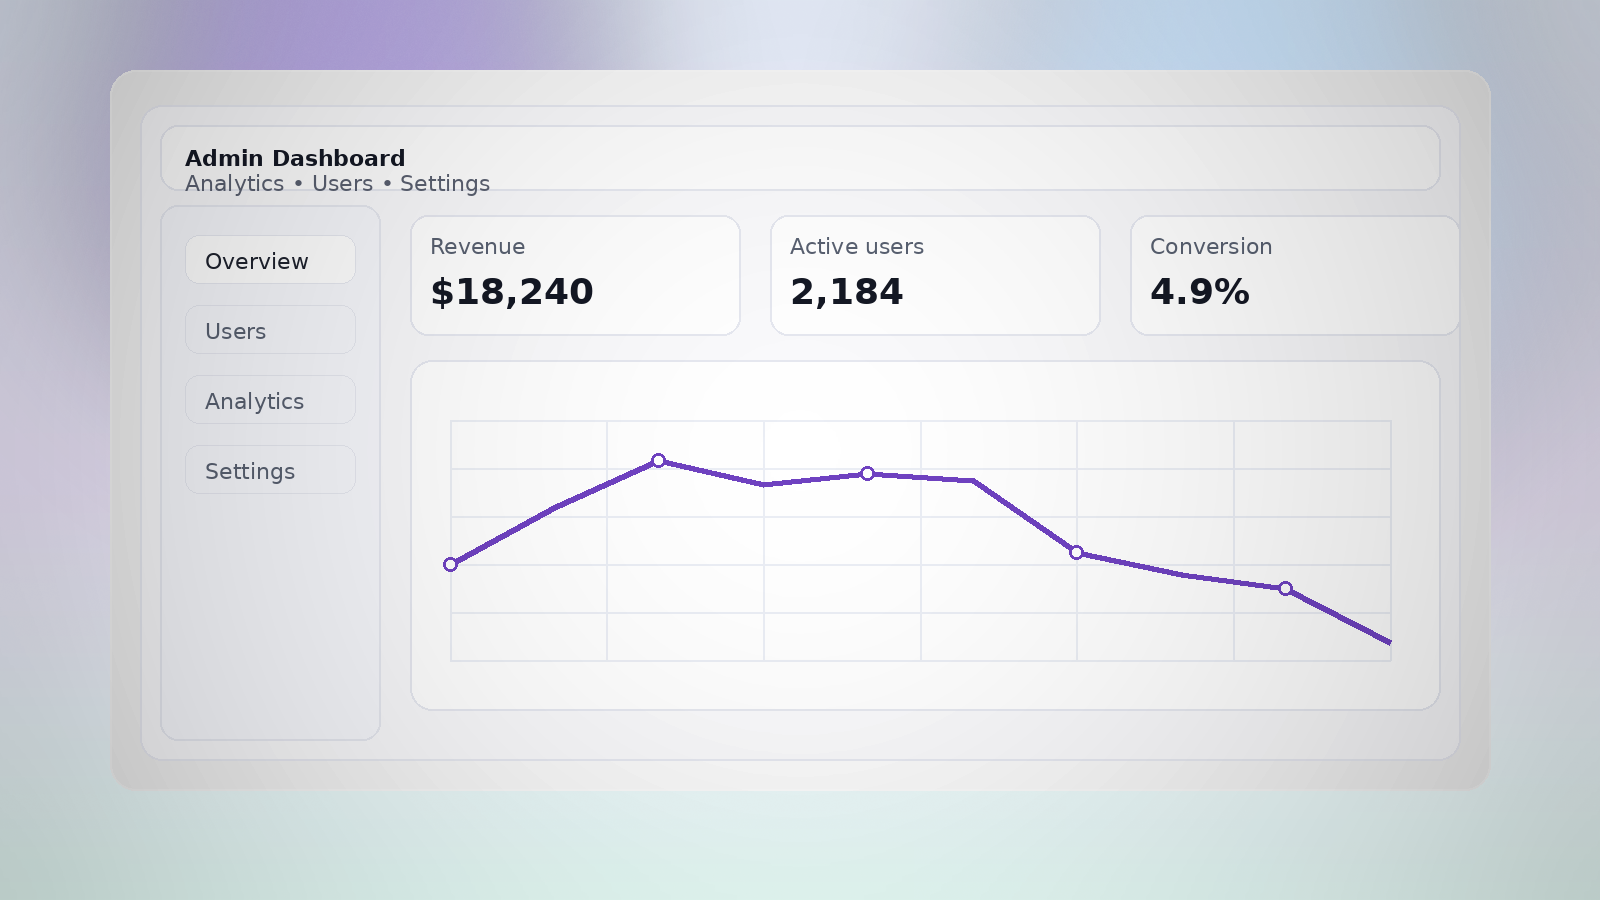 Admin Dashboard
Analytics • Users • Settings
Overview
Users
Analytics
Settings
Revenue
$18,240
Active users
2,184
Conversion
4.9%